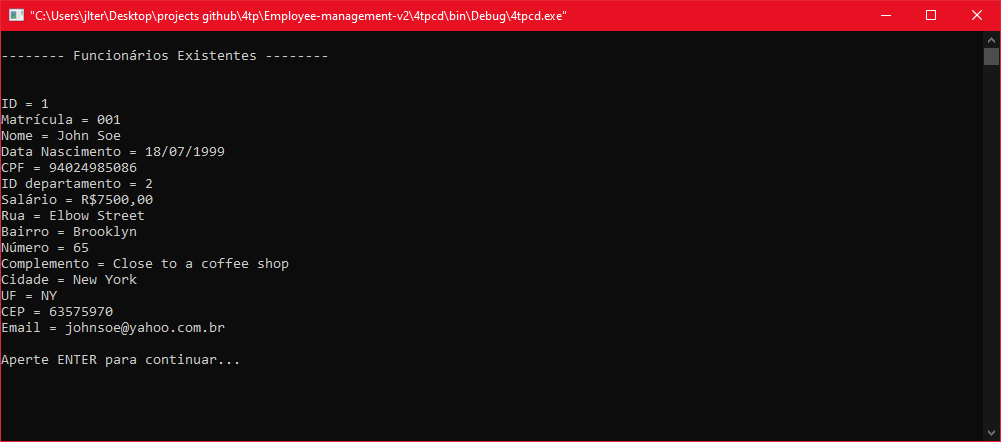 "C:\Users\jlter\Desktop\projects github\4tp\Employee-management-v2\4tpcd\bin\Debug\4tpcd.exe"
-------- Funcionários Existentes --------
ID = 1
Matrícula = 001
Nome = John Soe
Data Nascimento = 18/07/1999
CPF = 94024985086
ID departamento = 2
Salário = R$7500,00
Rua = Elbow Street
Bairro = Brooklyn
Número = 65
Complemento = Close to a coffee shop
Cidade = New York
UF = NY
CEP = 63575970
Email = johnsoe@yahoo.com.br
Aperte ENTER para continuar...